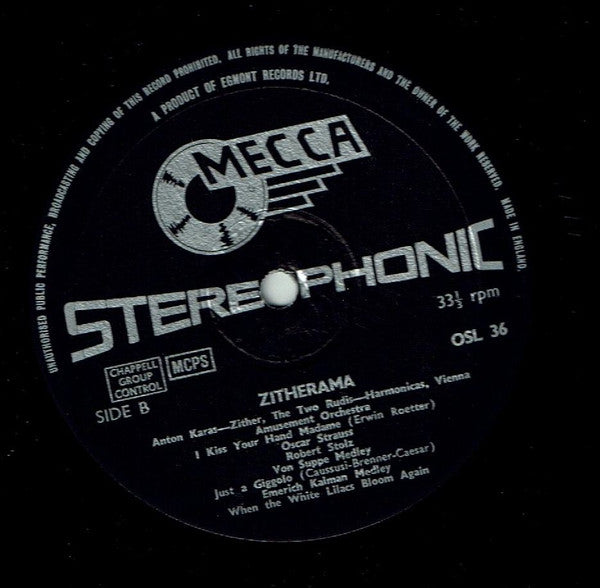 UNAUTHORISED PUBLIC PERFORMANCE, BROADCASTING AND COPYING OF THIS RECORD PROHIBITED. ALL RIGHTS OF THE MANUFACTURERS AND THE OWNER OF THE WORK RESERVED. MADE IN ENGLAND.
A PRODUCT OF EGMONT RECORDS LTD.
MECCA
STEREOPHONIC
33⅓ rpm
OSL 36
CHAPPELL
GROUP
CONTROL
MCPS
SIDE B
ZITHERAMA
Anton Karas—Zither, The Two Rudis—Harmonicas, Vienna
Amusement Orchestra
I Kiss Your Hand Madame (Erwin Roetter)
Oscar Strauss
Robert Stolz
Von Suppe Medley
Just a Giggolo (Caussusi-Brenner-Caesar)
Emerich Kalman Medley
When the White Lilacs Bloom Again